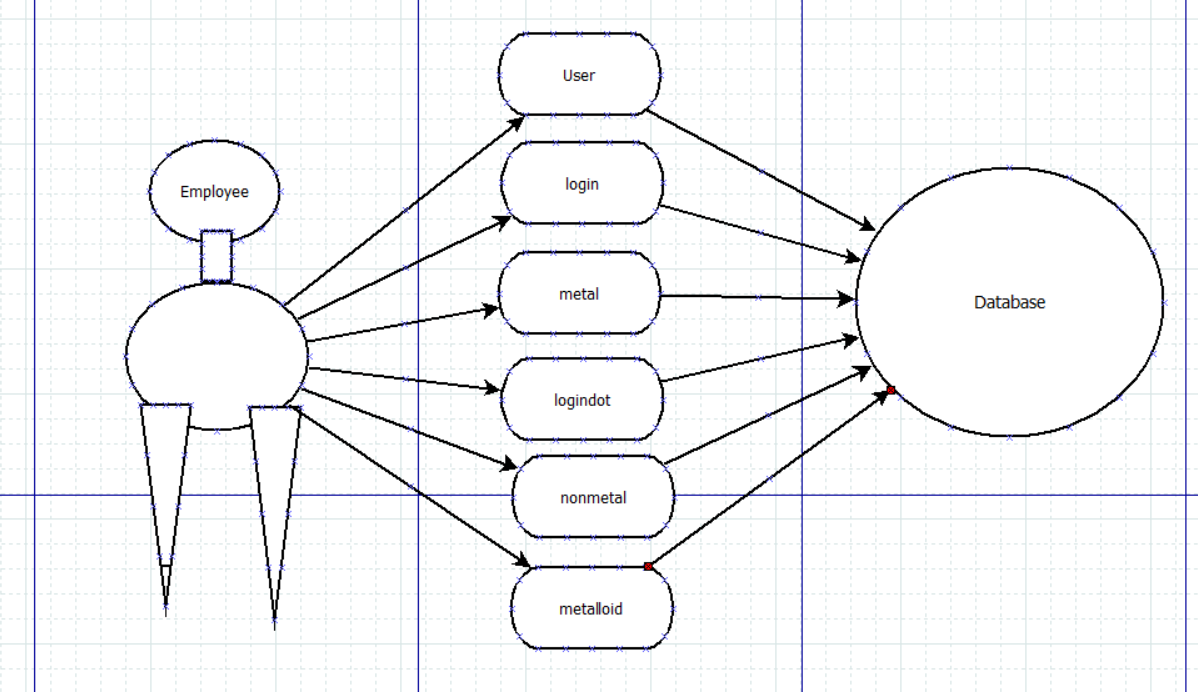 User
Employee
login
metal
Database
logindot
nonmetal
metalloid